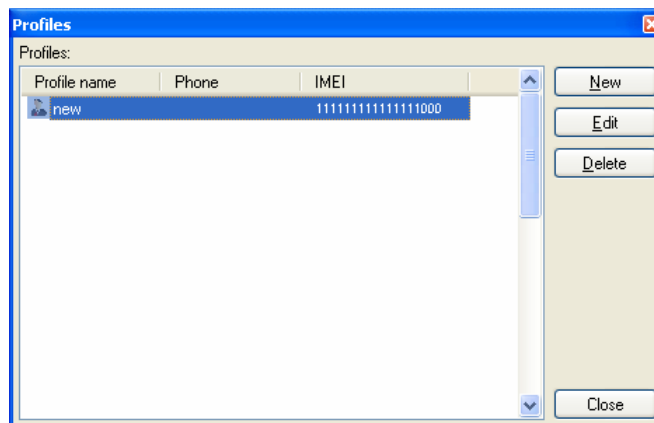 Profiles
Profiles:
Profile name Phone IMEI
new 111111111111111000
New
Edit
Delete
Close